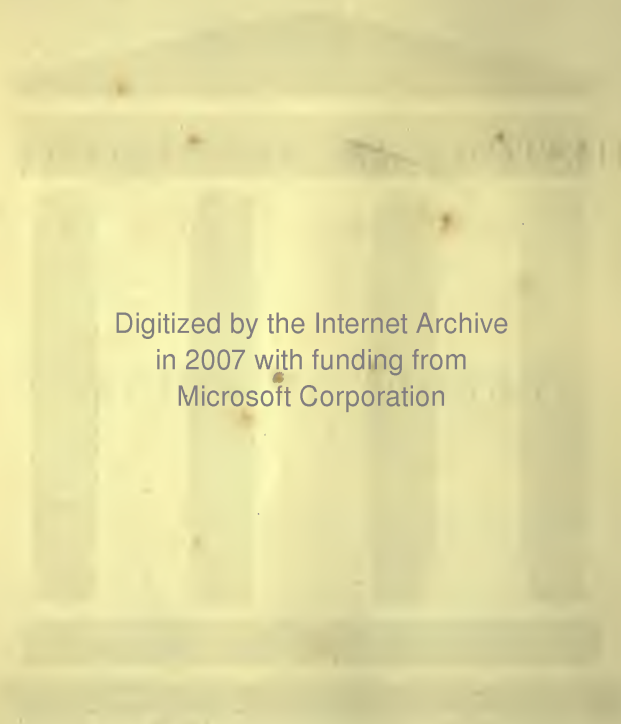 Digitized by the Internet Archive
in 2007 with funding from
Microsoft Corporation